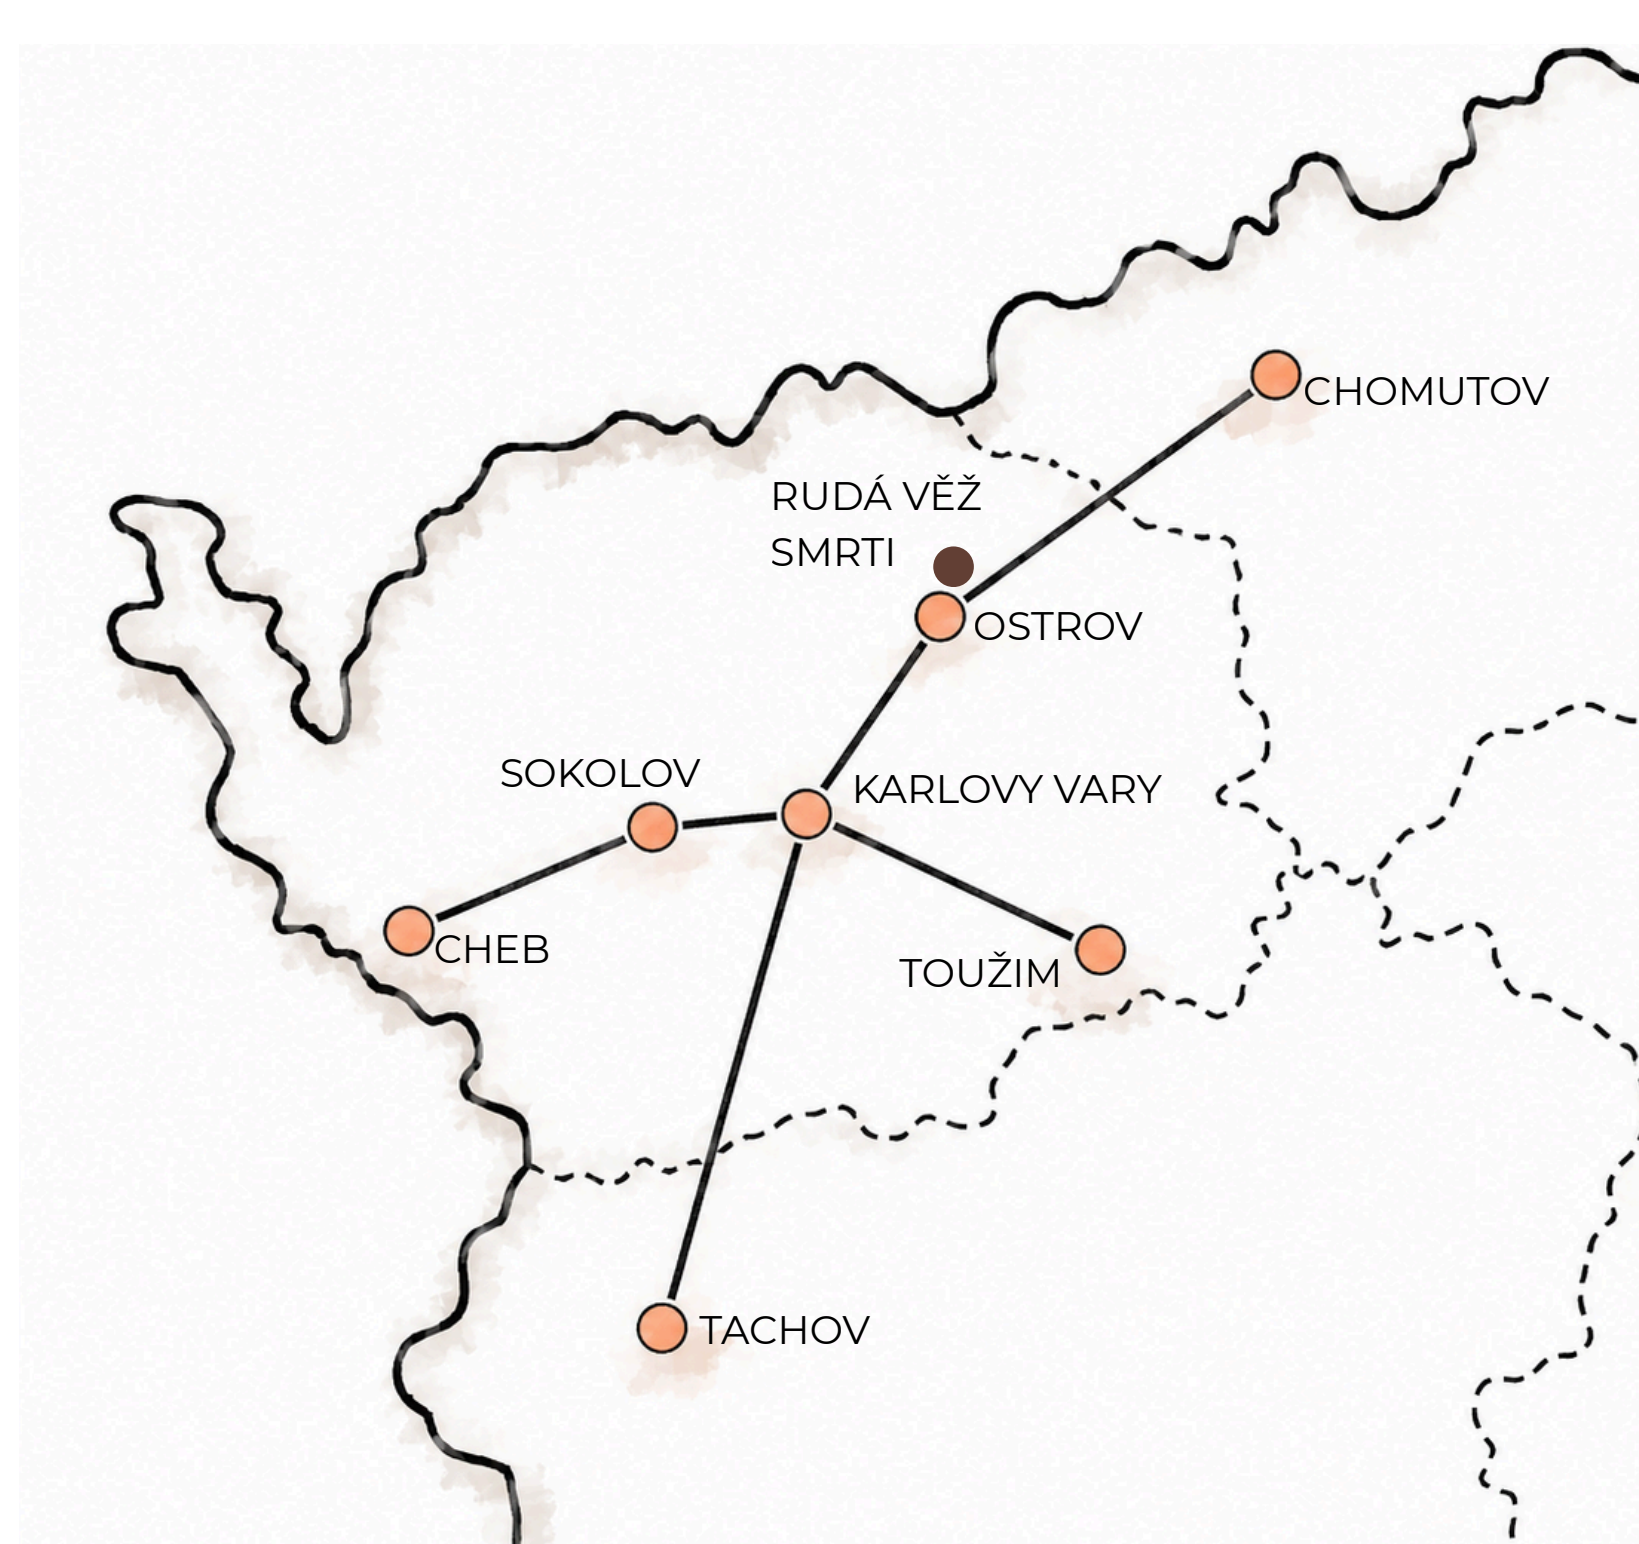 CHOMUTOV
RUDÁ VĚŽ
SMRTI
OSTROV
SOKOLOV
KARLOVY VARY
CHEB
TOUŽIM
TACHOV